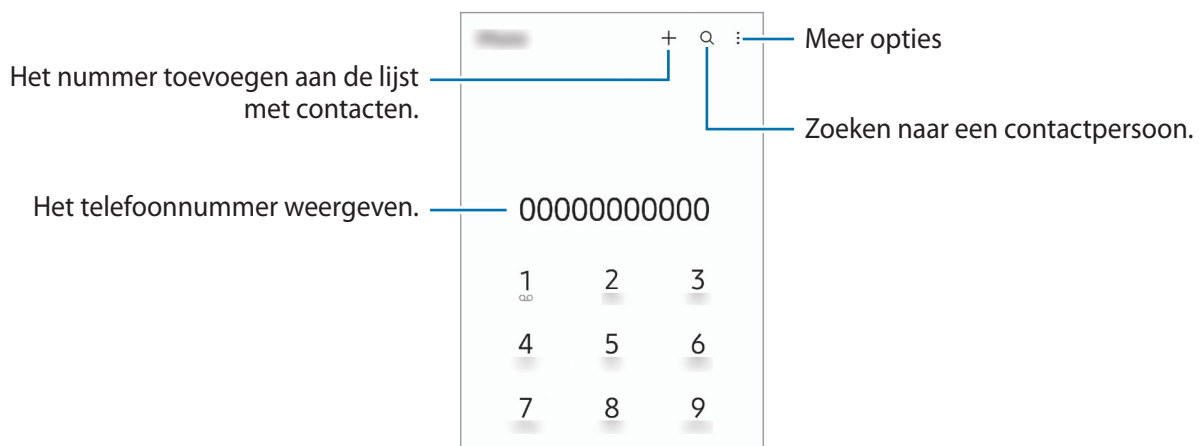 Meer opties
Het nummer toevoegen aan de lijst
met contacten.
Zoeken naar een contactpersoon.
Het telefoonnummer weergeven.
00000000000
1 2 3
4 5 6
7 8 9